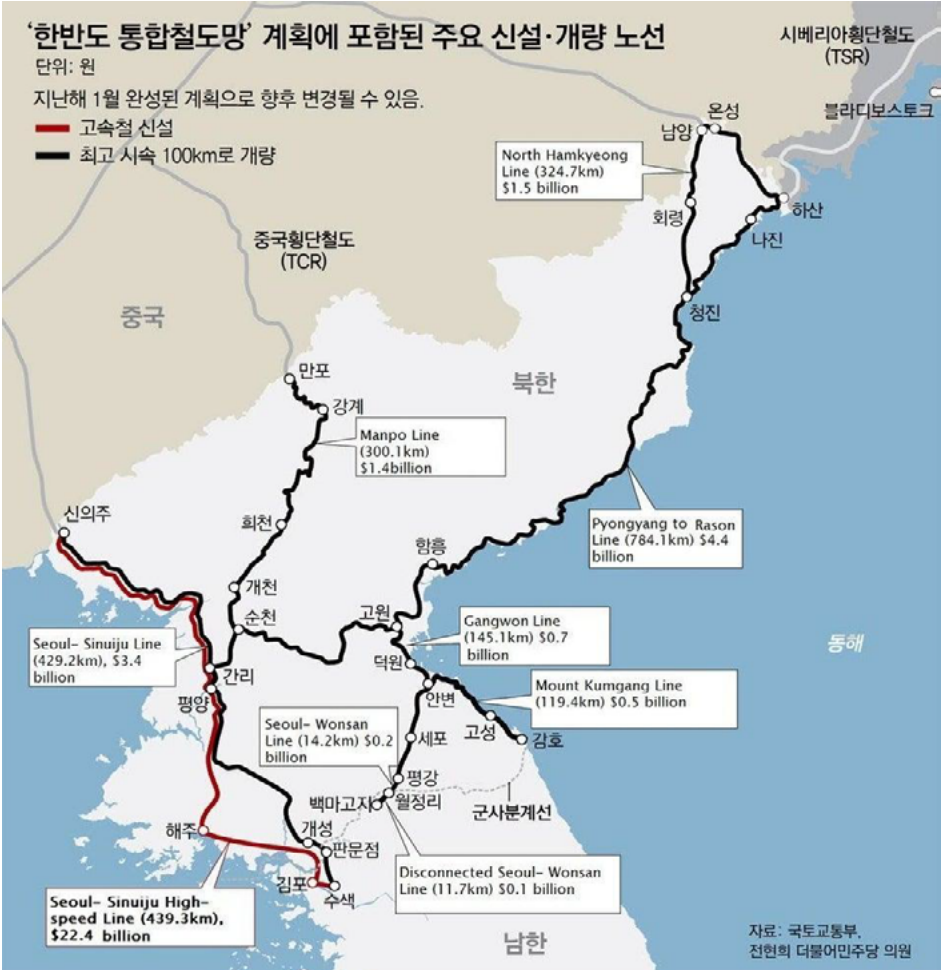 ‘한반도 통합철도망’ 계획에 포함된 주요 신설·개량 노선
단위: 원
지난해 1월 완성된 계획으로 향후 변경될 수 있음.
고속철 신설
최고 시속 100km로 개량
시베리아횡단철도
(TSR)
블라디보스토크
온성
남양
North Hamkyeong
Line (324.7km)
$1.5 billion
회령
하산
나진
중국횡단철도
(TCR)
청진
중국
만포
북한
강계
Manpo Line
(300.1km)
$1.4billion
신의주
희천
Pyongyang to Rason
Line (784.1km) $4.4
billion
함흥
개천
순천
고원
Gangwon Line
(145.1km) $0.7
billion
Seoul- Sinuiju Line
(429.2km), $3.4
billion
동해
간리
덕원
평양
안변
Mount Kumgang Line
(119.4km) $0.5 billion
Seoul- Wonsan
Line (14.2km) $0.2
billion
고성
세포
감호
평강
백마고지
월정리
군사분계선
해주
개성
판문점
Disconnected Seoul- Wonsan
Line (11.7km) $0.1 billion
김포
수색
Seoul- Sinuiju High-
speed Line (439.3km),
$22.4 billion
남한
자료: 국토교통부,
전현희 더불어민주당 의원